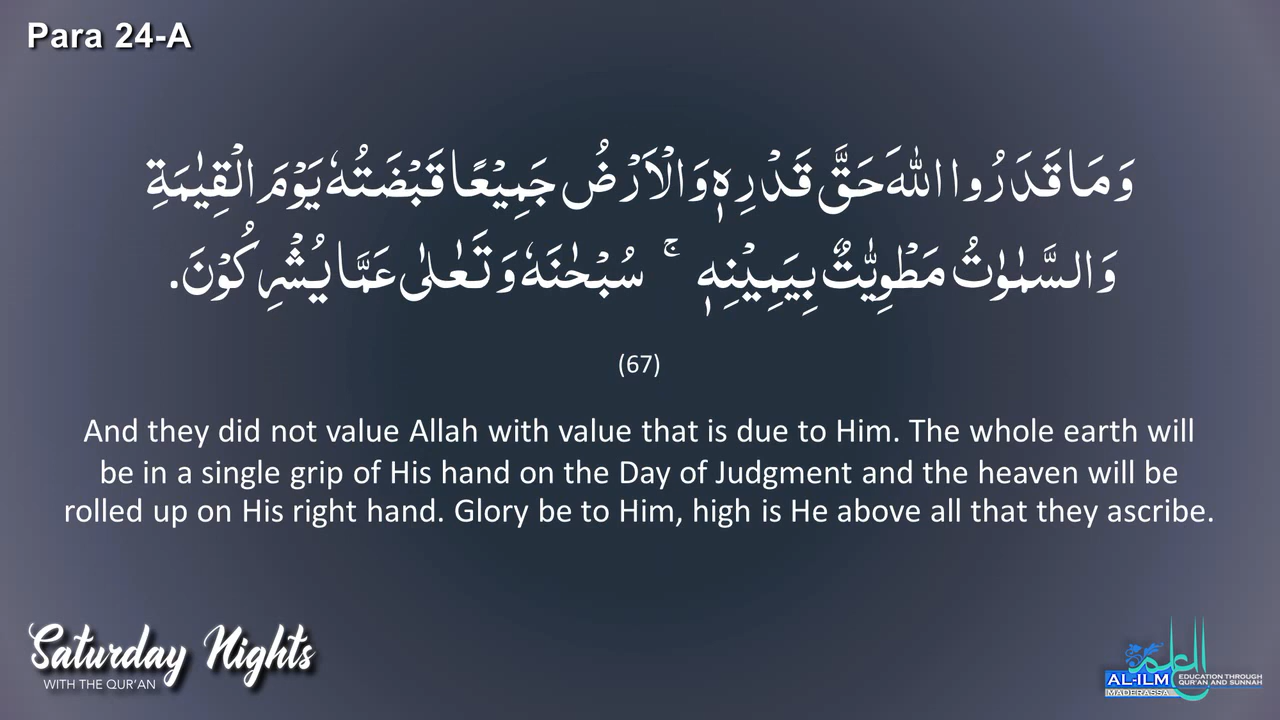 Para 24-A
وَمَا قَدَرُوا اللّٰهَ حَقَّ قَدْرِهٖ وَالْاَرْضُ جَمِيْعًا قَبْضَتُهٗ يَوْمَ الْقِيٰمَةِ
وَالسَّمٰوٰتُ مَطْوِيّٰتٌۢ بِيَمِيْنِهٖ ۚ سُبْحٰنَهٗ وَتَعٰلٰى عَمَّا يُشْرِكُوْنَ.
(67)
And they did not value Allah with value that is due to Him. The whole earth will
be in a single grip of His hand on the Day of Judgment and the heaven will be
rolled up on His right hand. Glory be to Him, high is He above all that they ascribe.
Saturday Nights
WITH THE QUR'AN
العلم
AL-ILM
MADERASSA
EDUCATION THROUGH
QUR'AN AND SUNNAH